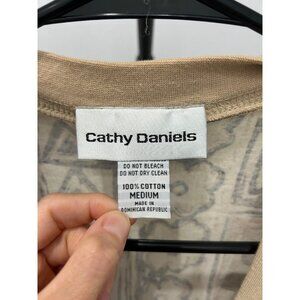 Cathy Daniels
DO NOT BLEACH
DO NOT DRY CLEAN
100% COTTON
MEDIUM
MADE IN
DOMINICAN REPUBLIC